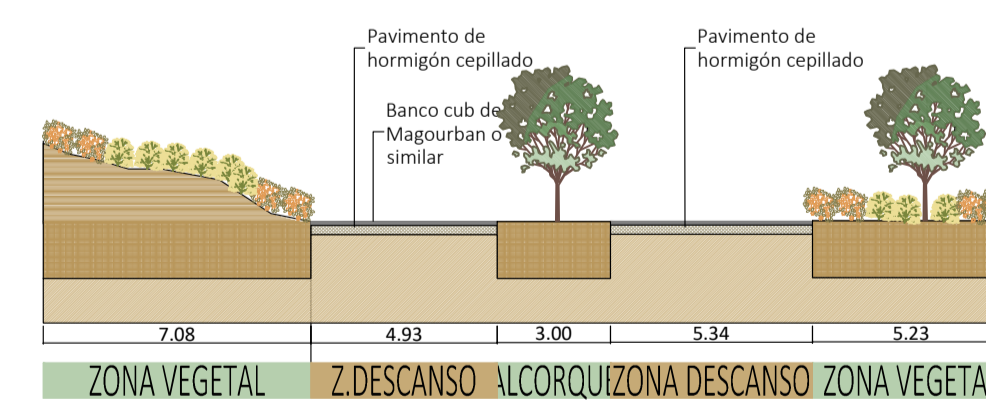 Pavimento de
hormigón cepillado
Banco cub de
Magourban o
similar
Pavimento de
hormigón cepillado
7.08 4.93 3.00 5.34 5.23
ZONA VEGETAL Z.DESCANSO ALCORQUE ZONA DESCANSO ZONA VEGETA